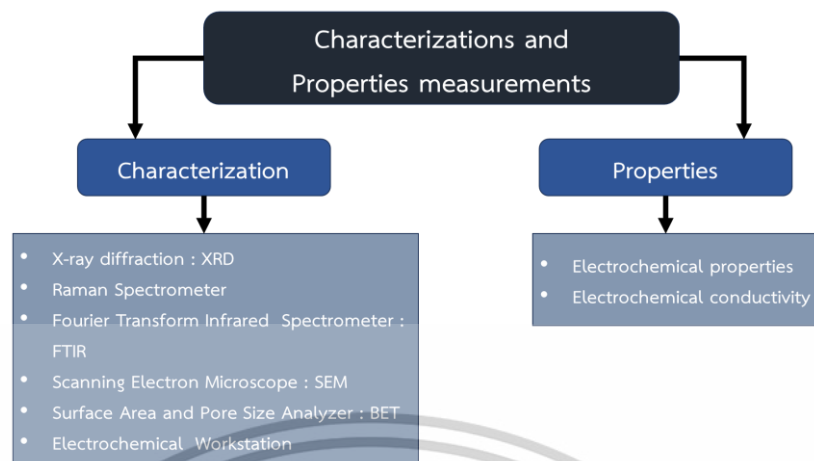 Characterizations and
Properties measurements
Characterization
Properties
• X-ray diffraction : XRD
• Raman Spectrometer
• Fourier Transform Infrared Spectrometer :
FTIR
• Scanning Electron Microscope : SEM
• Surface Area and Pore Size Analyzer : BET
• Electrochemical Workstation
• Electrochemical properties
• Electrochemical conductivity